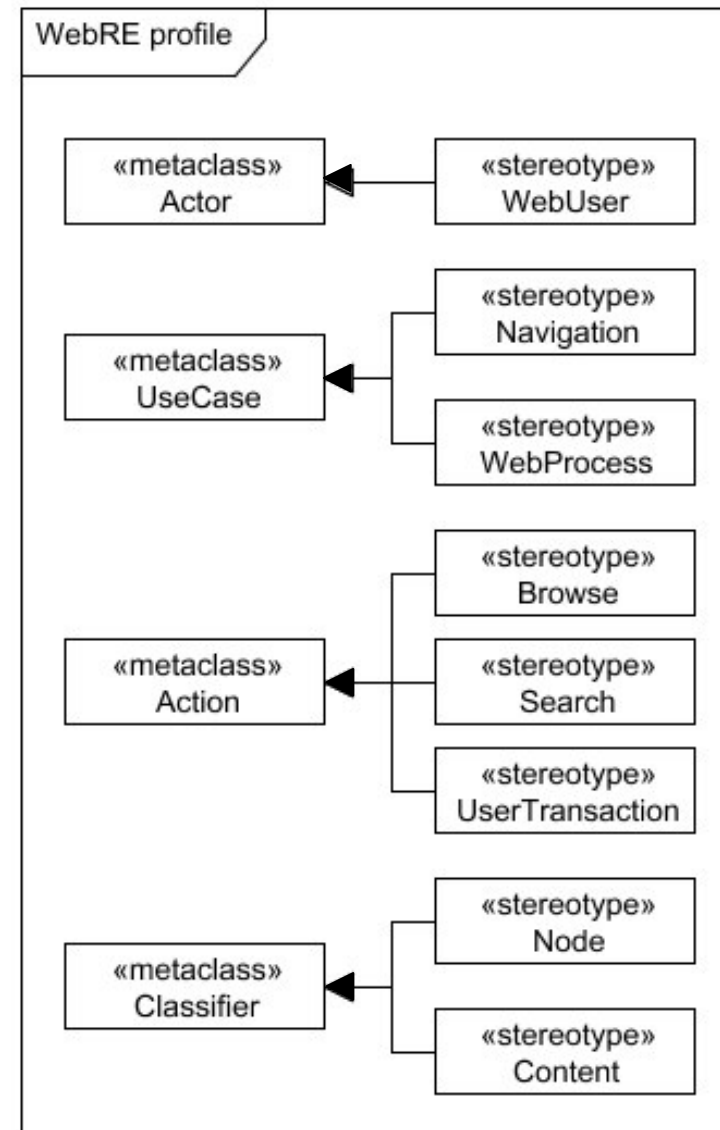 WebRE profile
«metaclass»
Actor
«stereotype»
WebUser
«metaclass»
UseCase
«stereotype»
Navigation
«stereotype»
WebProcess
«metaclass»
Action
«stereotype»
Browse
«stereotype»
Search
«stereotype»
UserTransaction
«metaclass»
Classifier
«stereotype»
Node
«stereotype»
Content